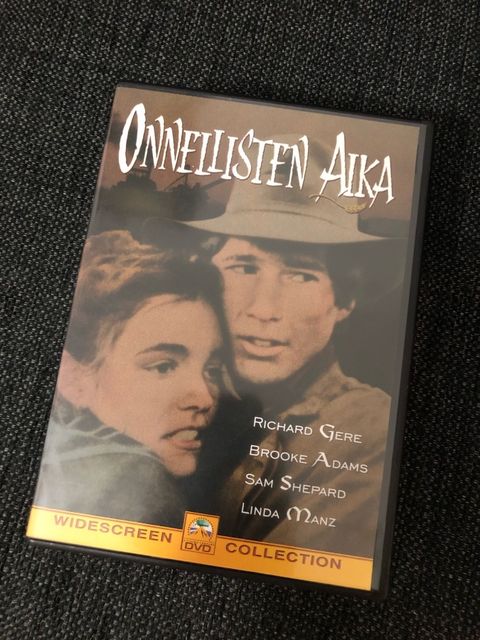 ONNELLISTEN AIKA
RICHARD GERE
BROOKE ADAMS
SAM SHEPARD
LINDA MANZ
WIDESCREEN DVD COLLECTION